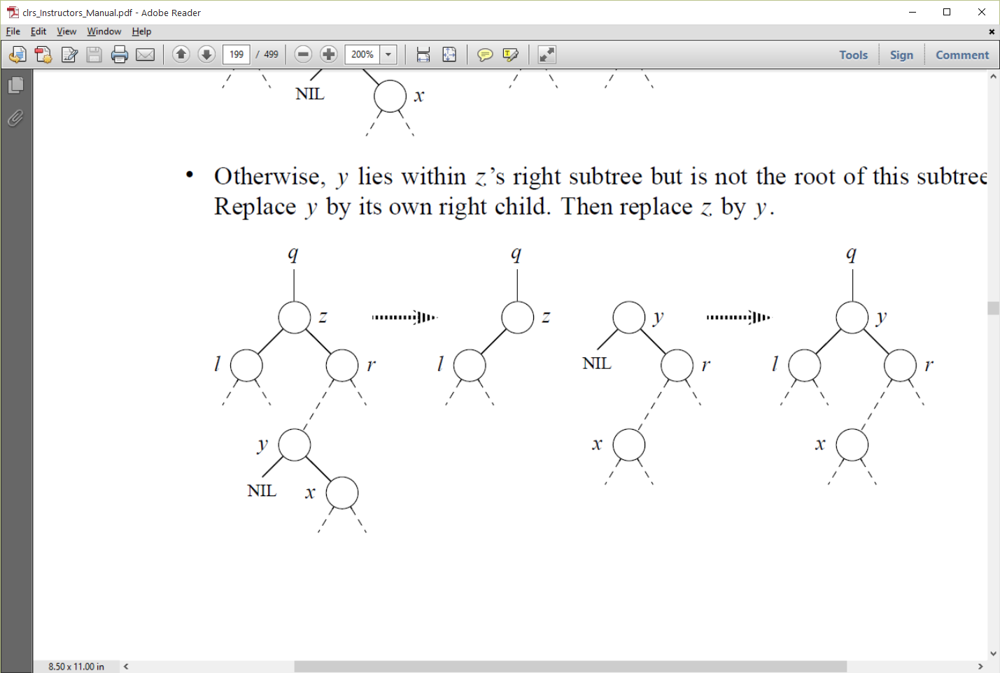 clrs_Instructors_Manual.pdf - Adobe Reader
File Edit View Window Help
199 / 499 200% Tools Sign Comment
NIL x
• Otherwise, y lies within z's right subtree but is not the root of this subtree
Replace y by its own right child. Then replace z by y.
q q q
z z y y
l r l NIL r l r
y x x
NIL x
8.50 x 11.00 in